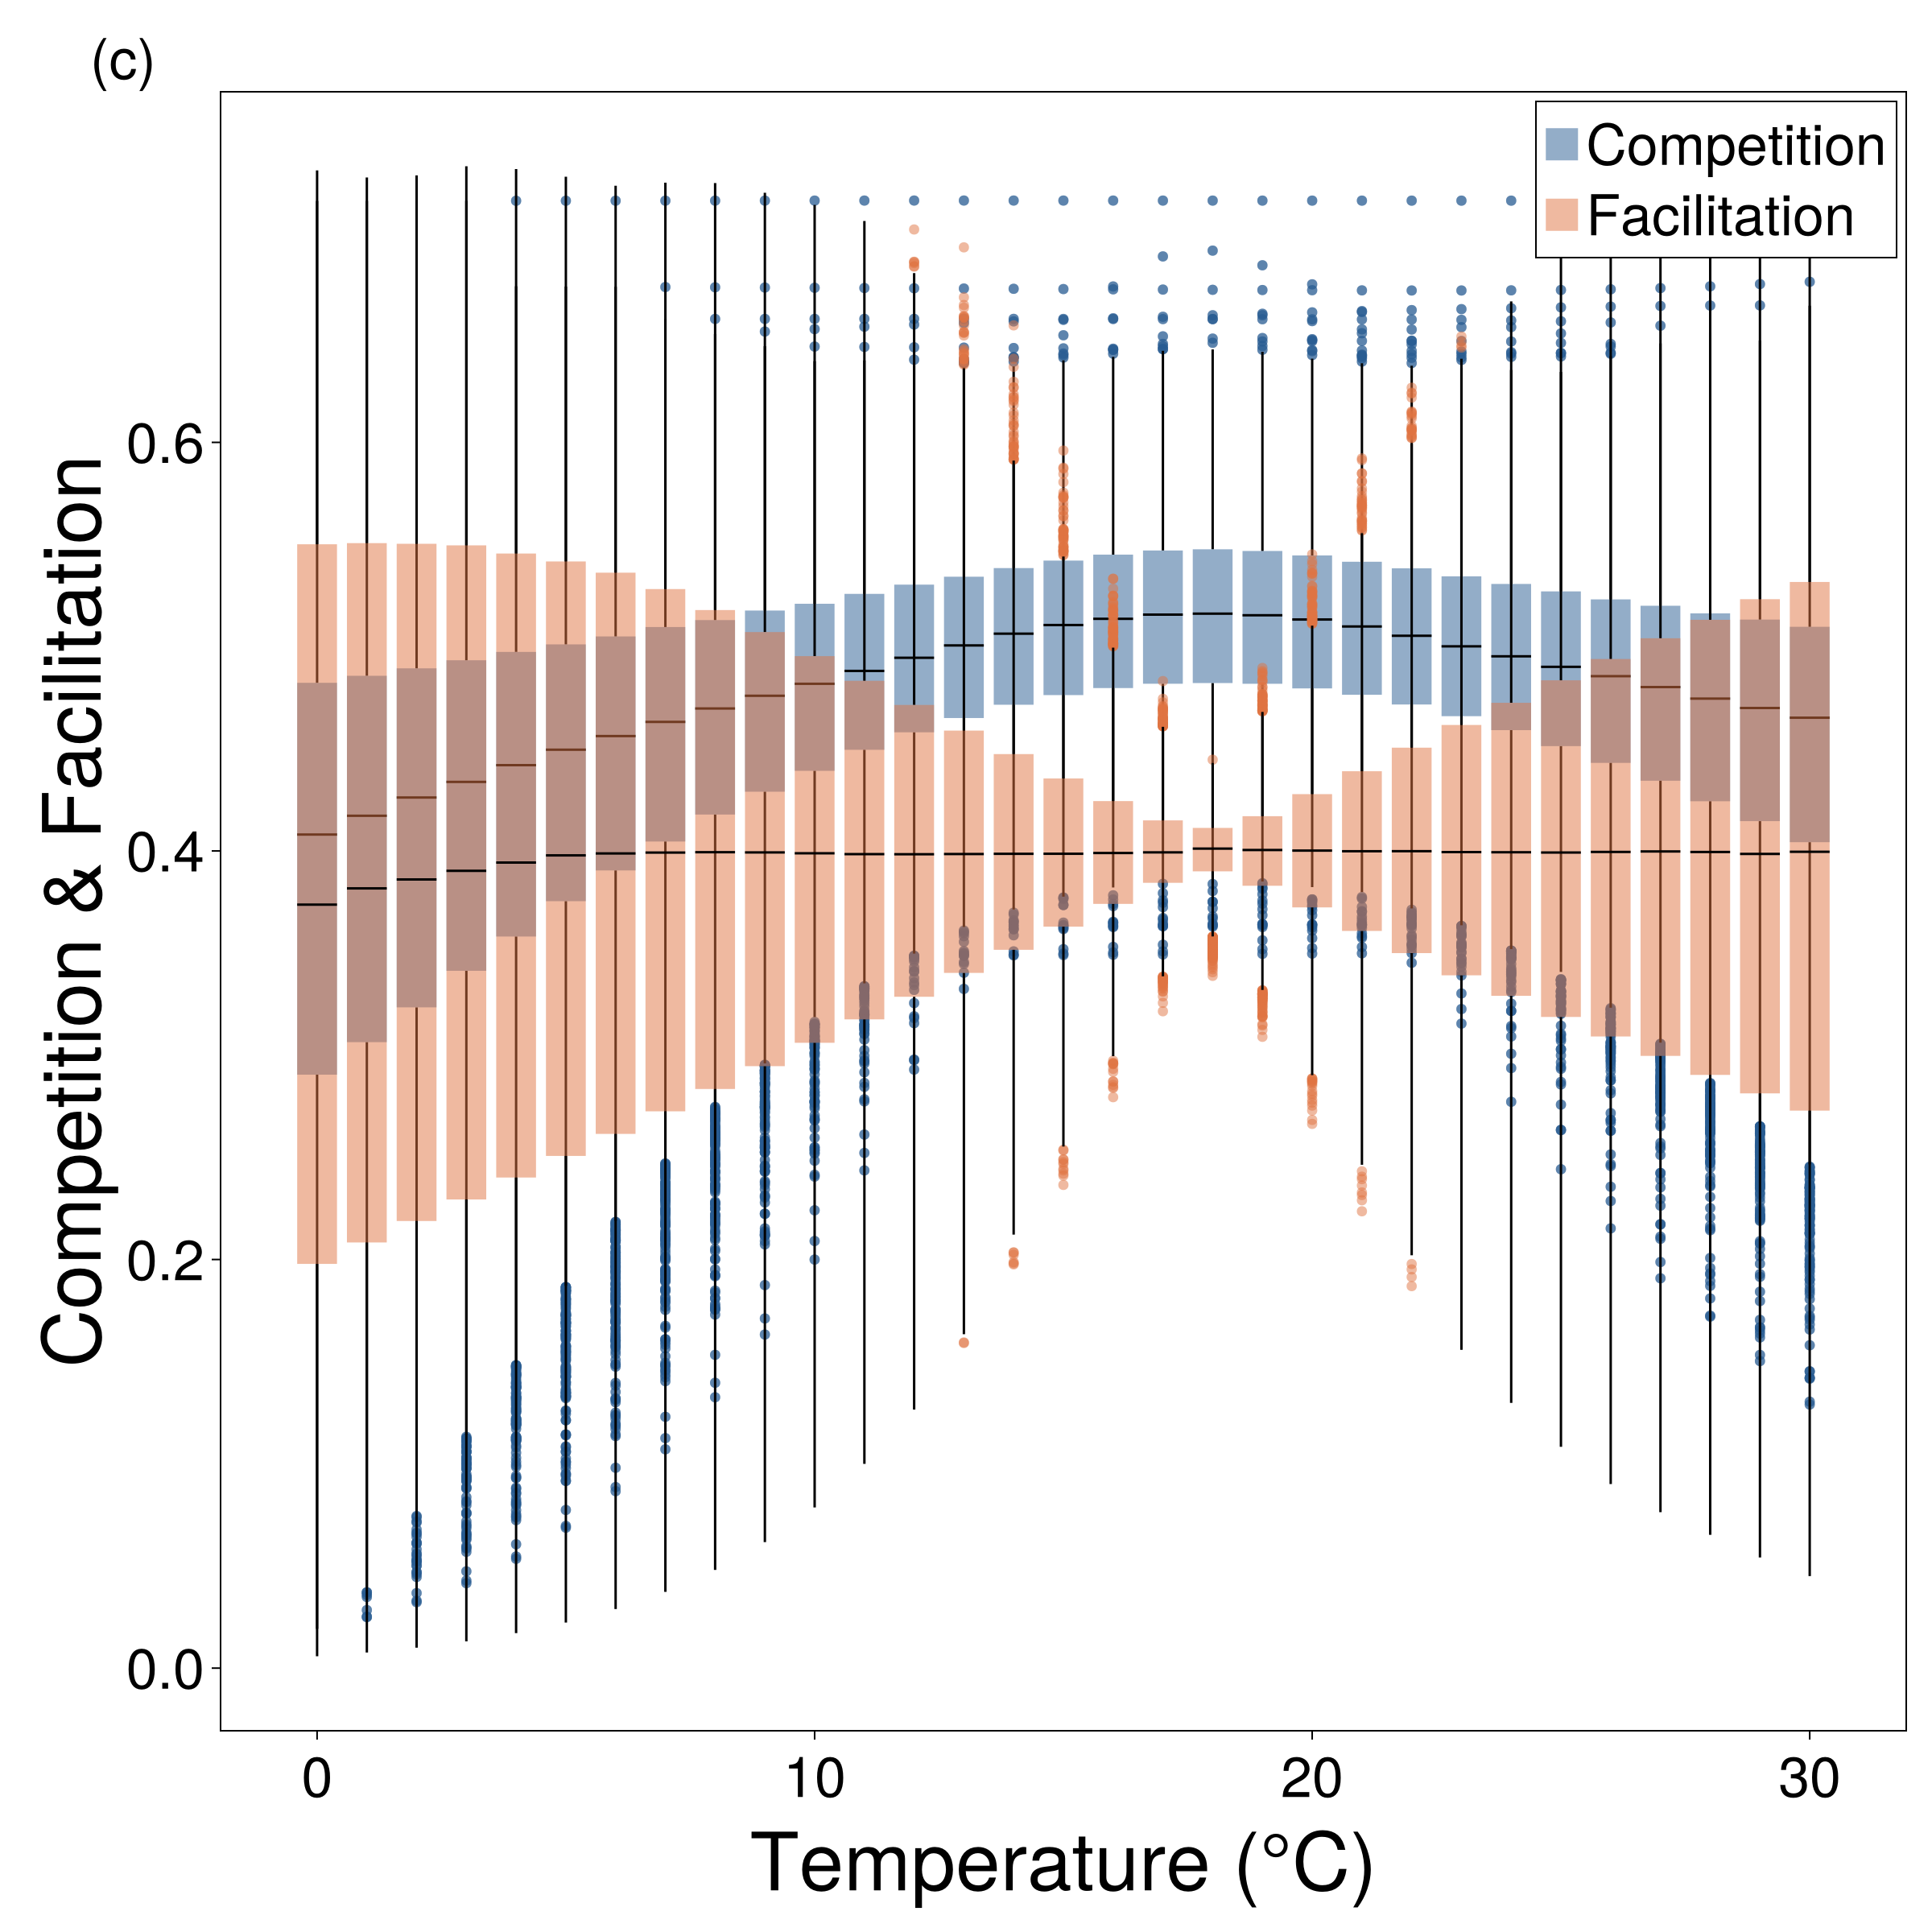 (c)
Competition
Facilitation
Competition & Facilitation
0.6
0.4
0.2
0.0
0 10 20 30
Temperature (°C)